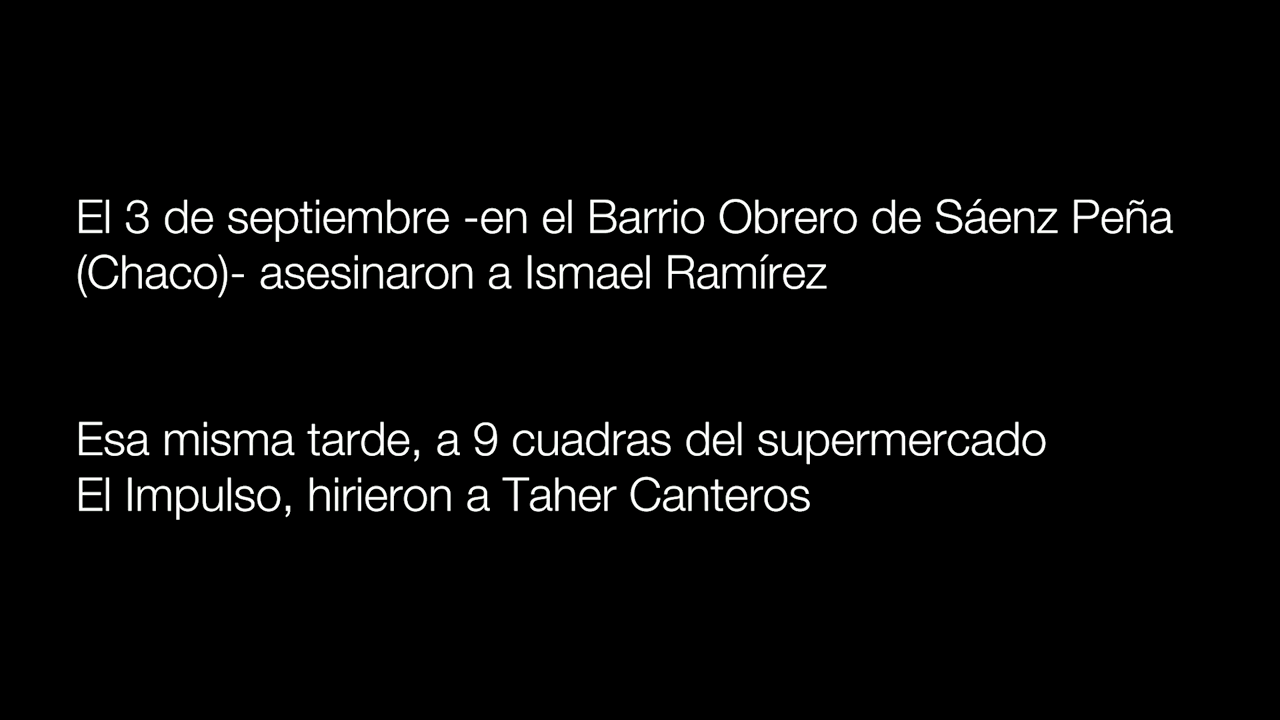 El 3 de septiembre -en el Barrio Obrero de Sáenz Peña
(Chaco)- asesinaron a Ismael Ramírez
Esa misma tarde, a 9 cuadras del supermercado
El Impulso, hirieron a Taher Canteros